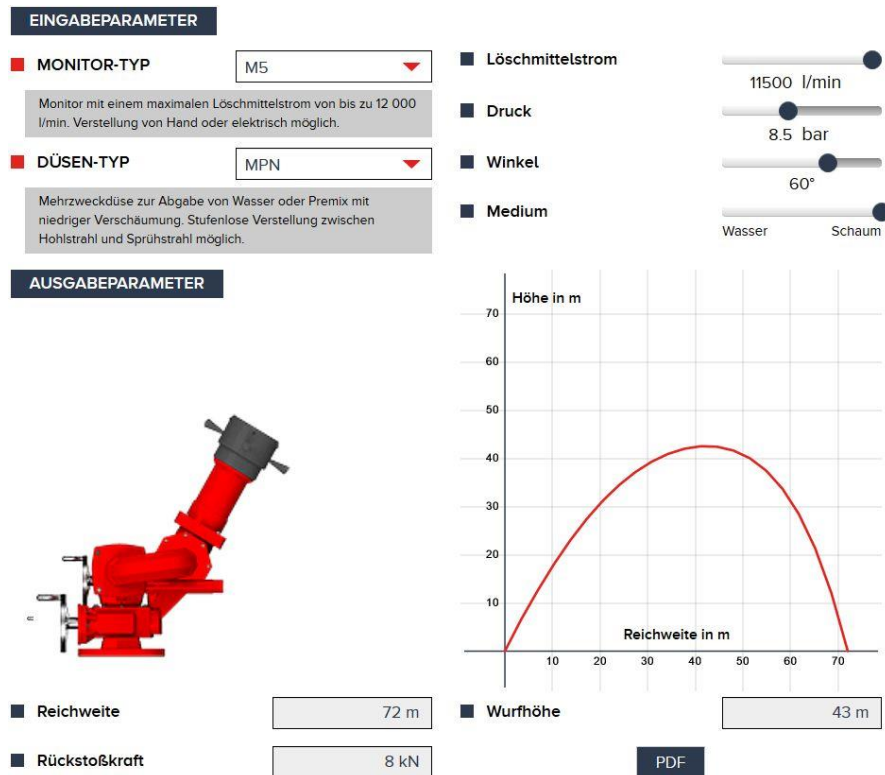 EINGABEPARAMETER
MONITOR-TYP
M5
Monitor mit einem maximalen Löschmittelstrom von bis zu 12 000
l/min. Verstellung von Hand oder elektrisch möglich.
DÜSEN-TYP
MPN
Mehrzweckdüse zur Abgabe von Wasser oder Premix mit
niedriger Verschäumung. Stufenlose Verstellung zwischen
Hohlstrahl und Sprühstrahl möglich.
Löschmittelstrom
11500 l/min
Druck
8.5 bar
Winkel
60°
Medium
Wasser Schaum
AUSGABEPARAMETER
Höhe in m
70
60
50
40
30
20
10
Reichweite in m
10 20 30 40 50 60 70
Reichweite
72 m
Wurfhöhe
43 m
Rückstoßkraft
8 kN
PDF